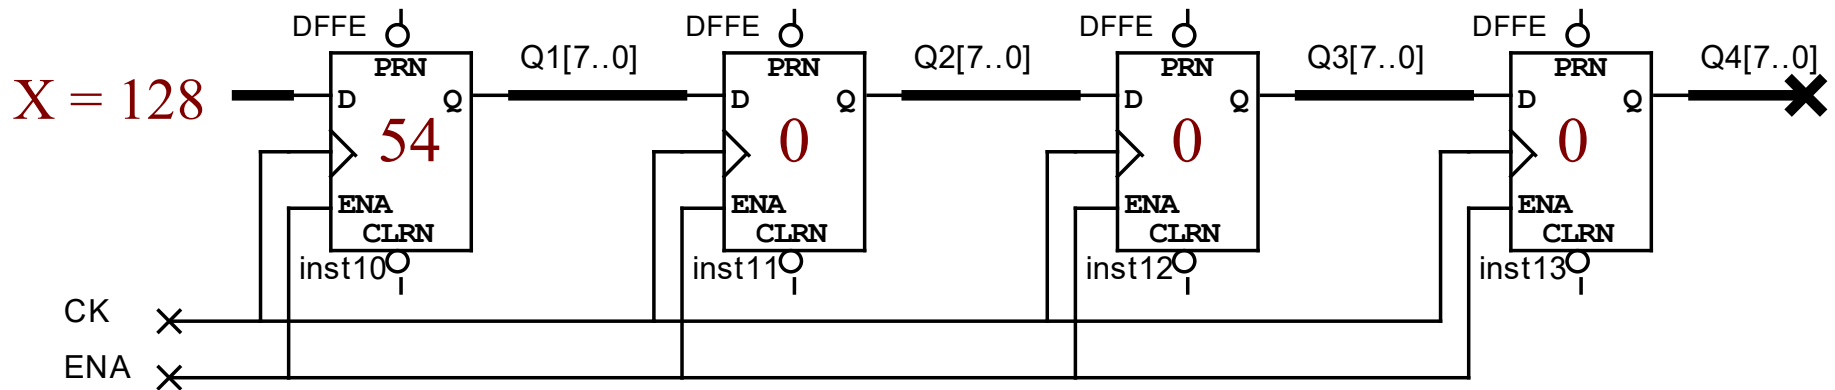 DFFE DFFE DFFE DFFE
PRN Q1[7..0] PRN Q2[7..0] PRN Q3[7..0] PRN Q4[7..0]
X = 128 D Q D Q D Q D Q
54 0 0 0
ENA ENA ENA ENA
CLRN CLRN CLRN CLRN
inst10 inst11 inst12 inst13
CK
ENA